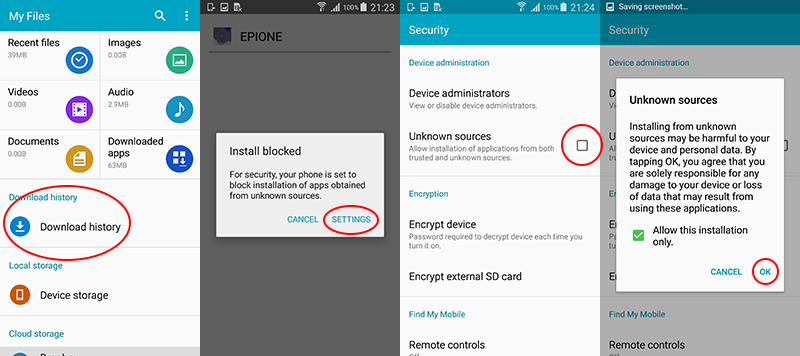 My Files
Recent files
39MB
Images
0.00B
Videos
0.00B
Audio
2.9MB
Documents
0.00B
Downloaded
apps
63MB
Download history
Download history
Local storage
Device storage
Cloud storage
100% 21:23
EPIONE
Install blocked
For security, your phone is set to
block installation of apps obtained
from unknown sources.
CANCEL SETTINGS
100% 21:24
Security
Device administration
Device administrators
View or disable device administrators.
Unknown sources
Allow installation of applications from both
trusted and unknown sources.
Encryption
Encrypt device
Password required to decrypt device each time you
turn it on.
Encrypt external SD card
Find My Mobile
Remote controls
Off
Saving screenshot...
Security
Device administration
Unknown sources
Installing from unknown
sources may be harmful to your
device and personal data. By
tapping OK, you agree that you
are solely responsible for any
damage to your device or loss
of data that may result from
using these applications.
Allow this installation
only.
CANCEL OK
Find My Mobile
Remote controls